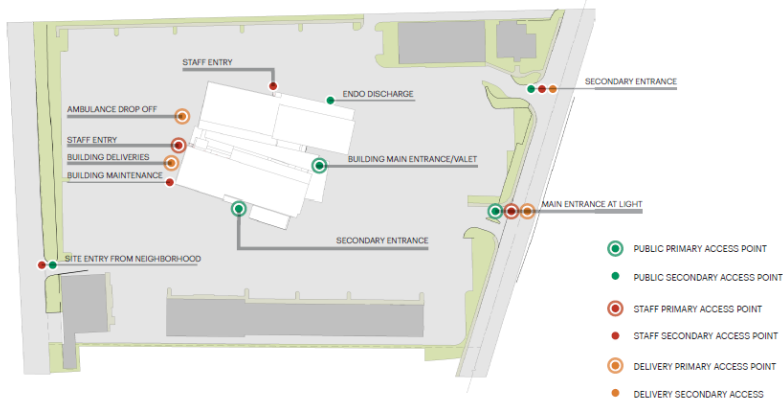 STAFF ENTRY
SECONDARY ENTRANCE
ENDO DISCHARGE
AMBULANCE DROP OFF
STAFF ENTRY
BUILDING DELIVERIES
BUILDING MAIN ENTRANCE/VALET
BUILDING MAINTENANCE
MAIN ENTRANCE AT LIGHT
SECONDARY ENTRANCE
SITE ENTRY FROM NEIGHBORHOOD
PUBLIC PRIMARY ACCESS POINT
PUBLIC SECONDARY ACCESS POINT
STAFF PRIMARY ACCESS POINT
STAFF SECONDARY ACCESS POINT
DELIVERY PRIMARY ACCESS POINT
DELIVERY SECONDARY ACCESS